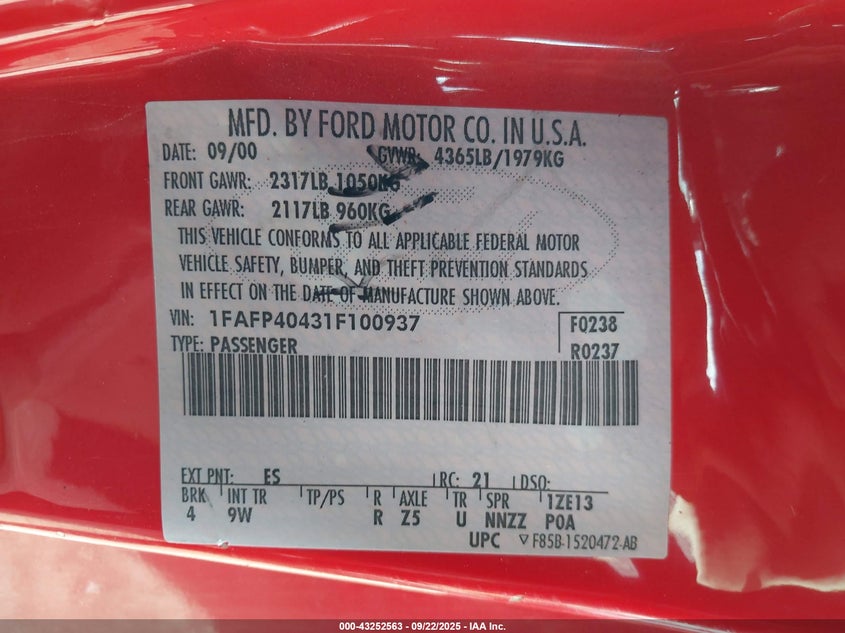 MFD. BY FORD MOTOR CO. IN U.S.A.
DATE: 09/00 GVWR: 4365LB/1979KG
FRONT GAWR: 2317LB 1050KG
REAR GAWR: 2117LB 960KG
THIS VEHICLE CONFORMS TO ALL APPLICABLE FEDERAL MOTOR
VEHICLE SAFETY, BUMPER, AND THEFT PREVENTION STANDARDS
IN EFFECT ON THE DATE OF MANUFACTURE SHOWN ABOVE.
VIN: 1FAFP40431F100937 F0238
TYPE: PASSENGER R0237
EXT PNT: ES RC: 21 DSO:
BRK INT TR TP/PS R AXLE TR SPR 1ZE13
4 9W R Z5 U NNZZ POA
UPC ▽ F85B-1520472-AB
000-43252563 - 09/22/2025 - IAA Inc.